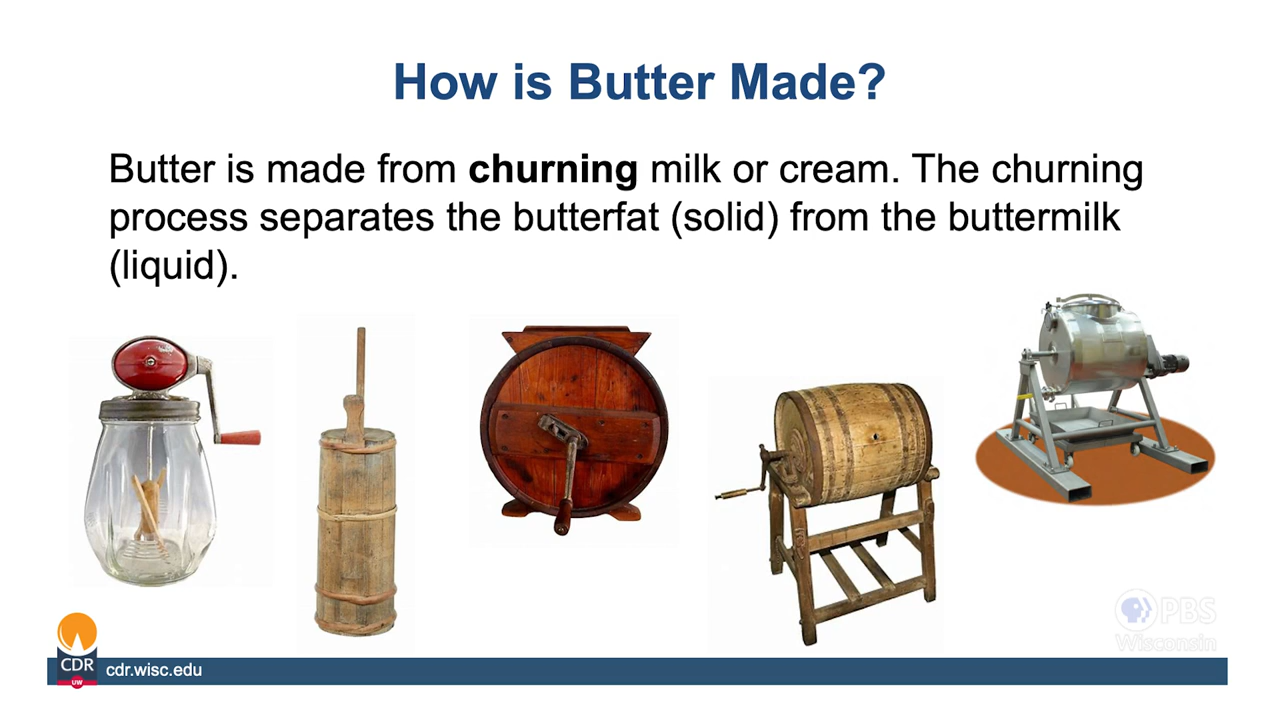 How is Butter Made?
Butter is made from churning milk or cream. The churning
process separates the butterfat (solid) from the buttermilk
(liquid).
PBS
Wisconsin
CDR
UW
cdr.wisc.edu